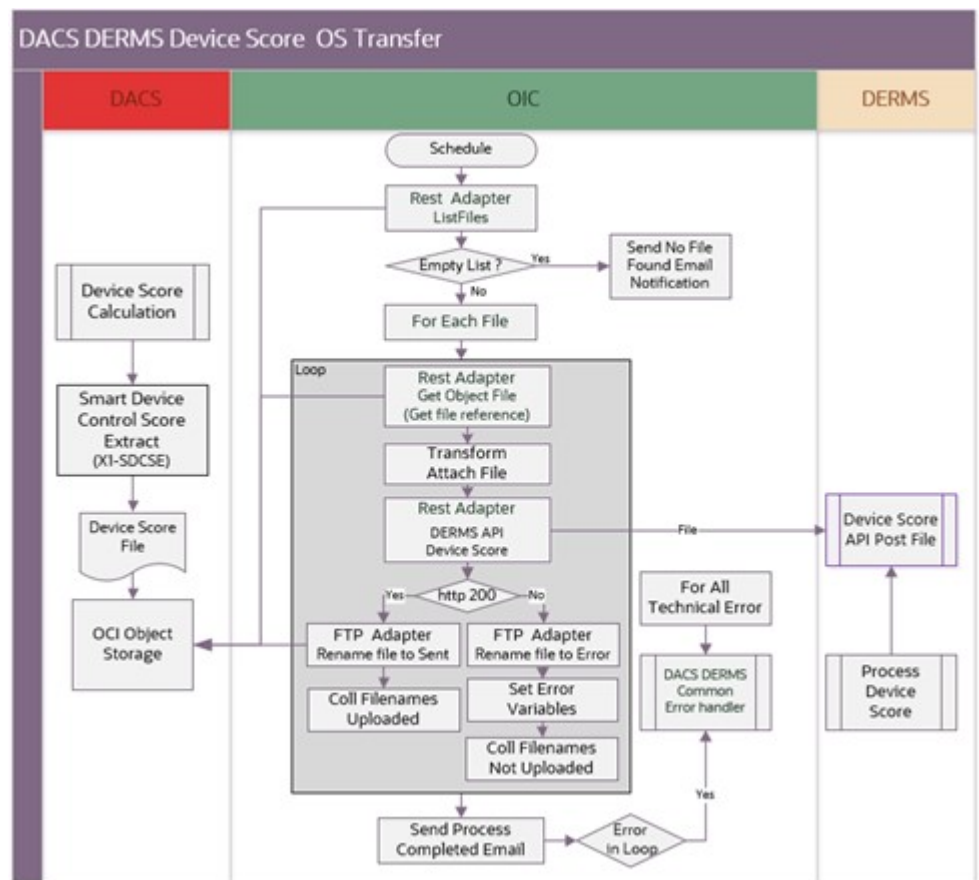 DACS DERMS Device Score OS Transfer
DACS
OIC
DERMS
Schedule
Rest Adapter
ListFiles
Empty List ?
Yes
Send No File
Found Email
Notification
No
For Each File
Device Score
Calculation
Smart Device
Control Score
Extract
(X1-SDCSE)
Device Score
File
OCI Object
Storage
Loop
Rest Adapter
Get Object File
(Get file reference)
Transform
Attach File
Rest Adapter
DERMS API
Device Score
File
Device Score
API Post File
http 200
Yes
No
FTP Adapter
Rename file to Sent
Coll Filenames
Uploaded
FTP Adapter
Rename file to Error
Set Error
Variables
Coll Filenames
Not Uploaded
For All
Technical Error
DACS DERMS
Common
Error handler
Process
Device
Score
Yes
Send Process
Completed Email
Error
in Loop